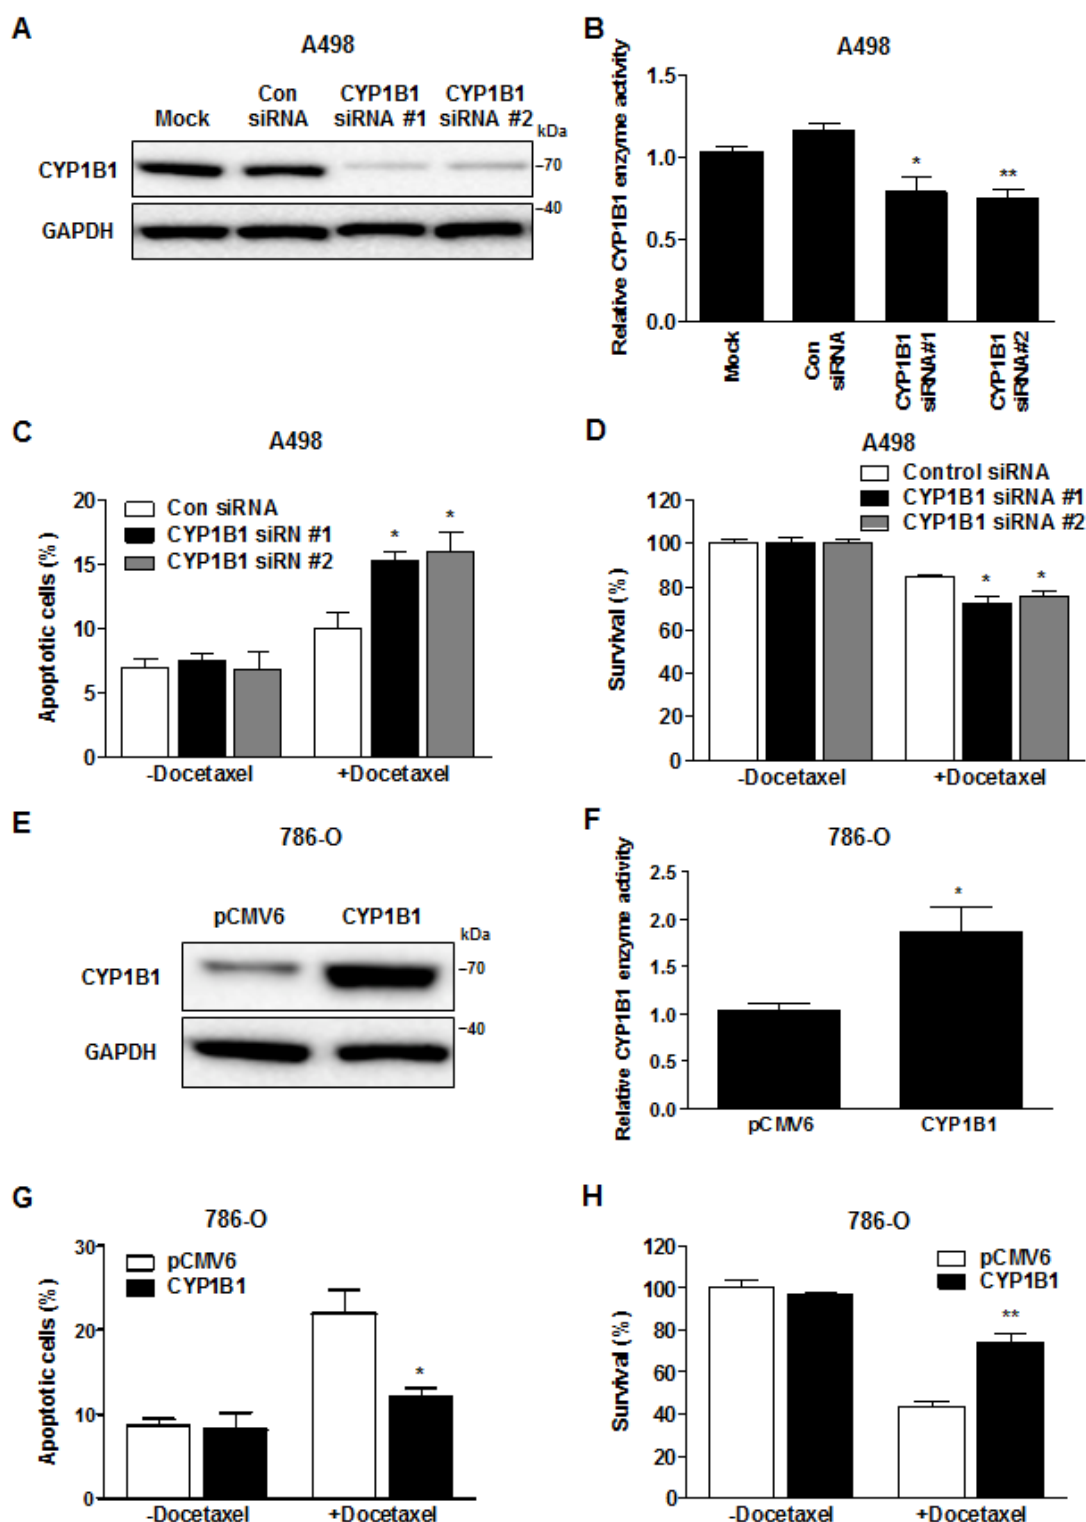 A
A498
Mock
Con
siRNA
CYP1B1
siRNA #1
CYP1B1
siRNA #2
kDa
CYP1B1
–70
–40
GAPDH
B
A498
Relative CYP1B1 enzyme activity
1.5
1.0
0.5
0.0
*
**
Mock
Con
siRNA
CYP1B1
siRNA#1
CYP1B1
siRNA#2
C
A498
Apoptotic cells (%)
20
15
10
5
0
Con siRNA
CYP1B1 siRN #1
CYP1B1 siRN #2
*
*
-Docetaxel
+Docetaxel
D
A498
Control siRNA
CYP1B1 siRNA #1
CYP1B1 siRNA #2
Survival (%)
120
100
80
60
40
20
0
*
*
-Docetaxel
+Docetaxel
E
786-O
pCMV6
CYP1B1
kDa
CYP1B1
–70
–40
GAPDH
F
786-O
Relative CYP1B1 enzyme activity
2.5
2.0
1.5
1.0
0.5
0.0
*
pCMV6
CYP1B1
G
786-O
Apoptotic cells (%)
30
20
10
0
pCMV6
CYP1B1
*
-Docetaxel
+Docetaxel
H
786-O
Survival (%)
120
100
80
60
40
20
0
pCMV6
CYP1B1
**
-Docetaxel
+Docetaxel